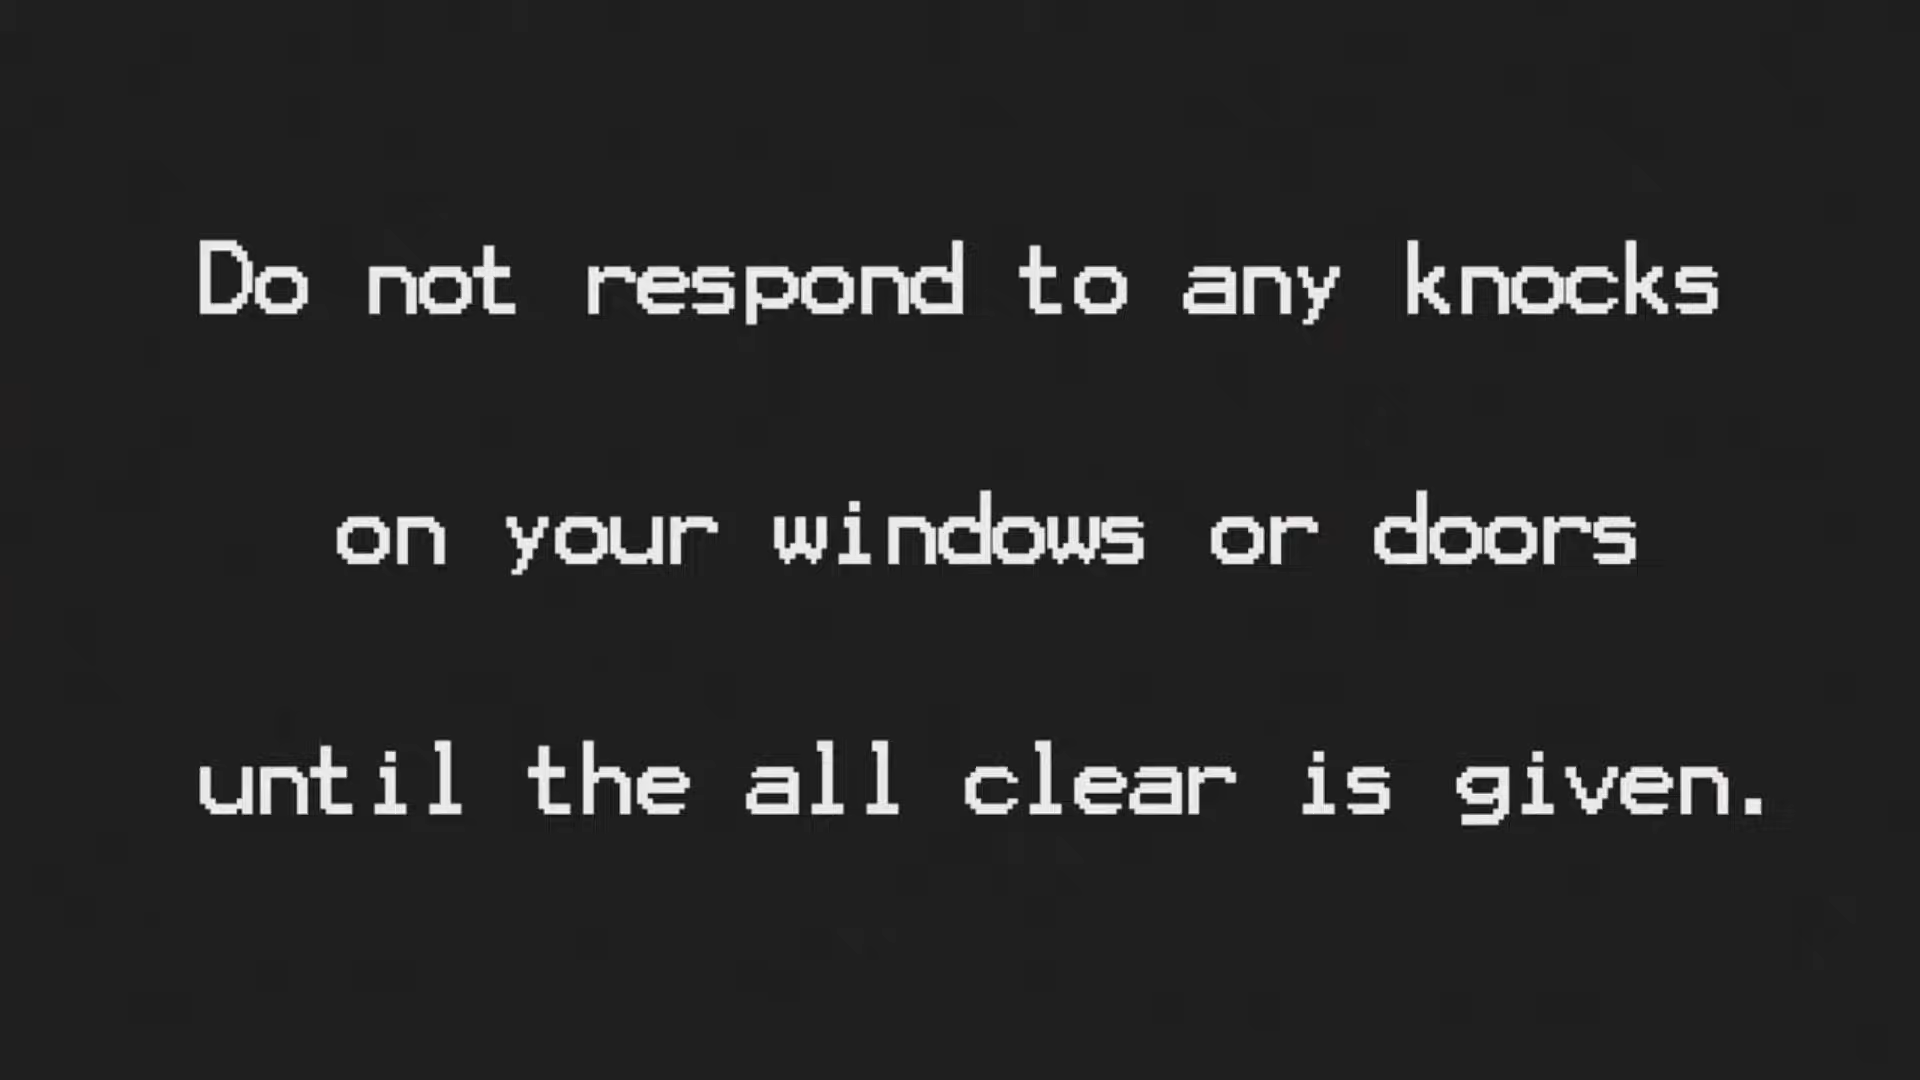 Do not respond to any knocks
on your windows or doors
until the all clear is given.